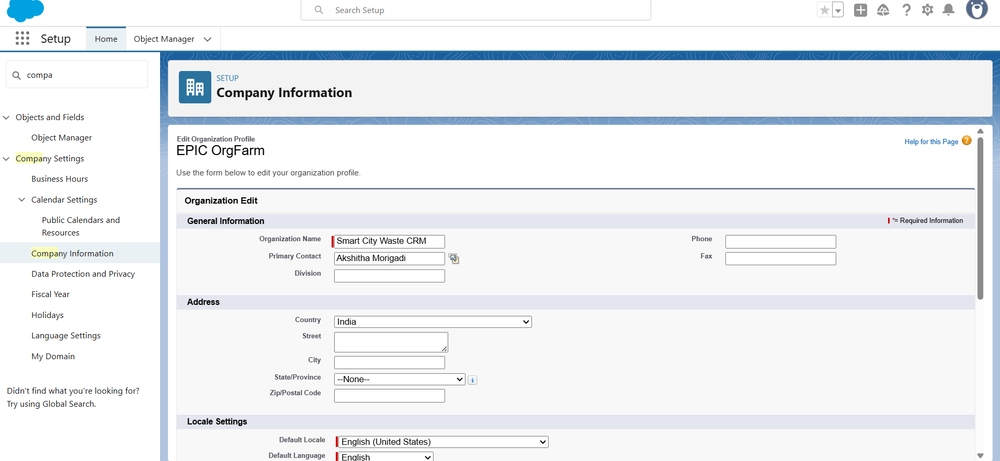 Search Setup
Setup
Home
Object Manager
compa
Objects and Fields
Object Manager
Company Settings
Business Hours
Calendar Settings
Public Calendars and
Resources
Company Information
Data Protection and Privacy
Fiscal Year
Holidays
Language Settings
My Domain
Didn't find what you're looking for?
Try using Global Search.
SETUP
Company Information
Edit Organization Profile
EPIC OrgFarm
Help for this Page
Use the form below to edit your organization profile.
Organization Edit
General Information
*= Required Information
Organization Name Smart City Waste CRM
Phone
Primary Contact Akshitha Morigadi
Fax
Division
Address
Country India
Street
City
State/Province --None--
Zip/Postal Code
Locale Settings
Default Locale English (United States)
Default Language English